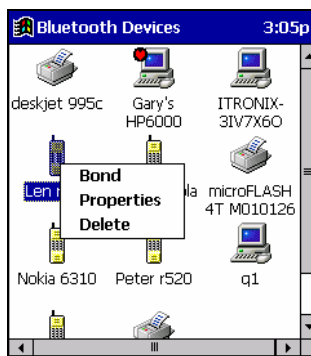 Bluetooth Devices 3:05p
deskjet 995c
Gary's
HP6000
ITRONIX-
3IV7X6O
Len
Bond
Properties
Delete
microFLASH
4T M010126
Nokia 6310
Peter r520
q1